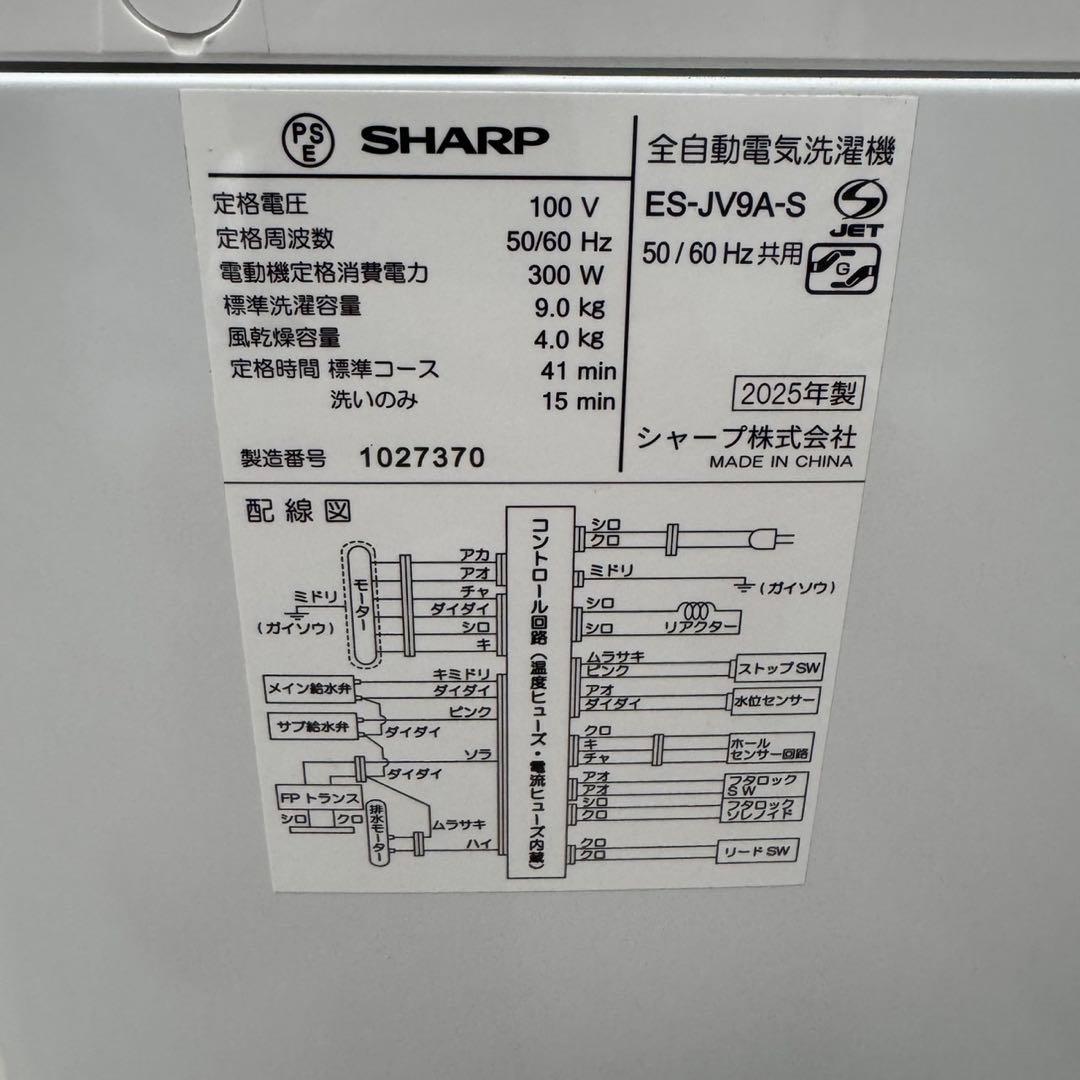 PSE SHARP
定格電圧 100 V
定格周波数 50/60 Hz
電動機定格消費電力 300 W
標準洗濯容量 9.0 kg
風乾燥容量 4.0 kg
定格時間 標準コース 41 min
洗いのみ 15 min
製造番号 1027370
全自動電気洗濯機
ES-JV9A-S
S JET
50/60 Hz 共用
G
2025年製
シャープ株式会社
MADE IN CHINA
配線図
コントロール回路(温度ヒューズ・電流ヒューズ内蔵)
モーター
ミドリ
(ガイソウ)
アカ
アオ
チャ
ダイダイ
シロ
キ
メイン給水弁
キミドリ
ダイダイ
サブ給水弁
ピンク
ダイダイ
ソラ
ダイダイ
FPトランス
シロ クロ
排水モーター
ムラサキ
ハイ
シロ
クロ
ミドリ
(ガイソウ)
シロ
シロ
リアクター
ムラサキ
ピンク
ストップSW
アオ
ダイダイ
水位センサー
クロ
キ
チャ
ホール
センサー回路
アオ
アオ
フタロック
SW
シロ
クロ
フタロック
ソレノイド
クロ
クロ
リードSW